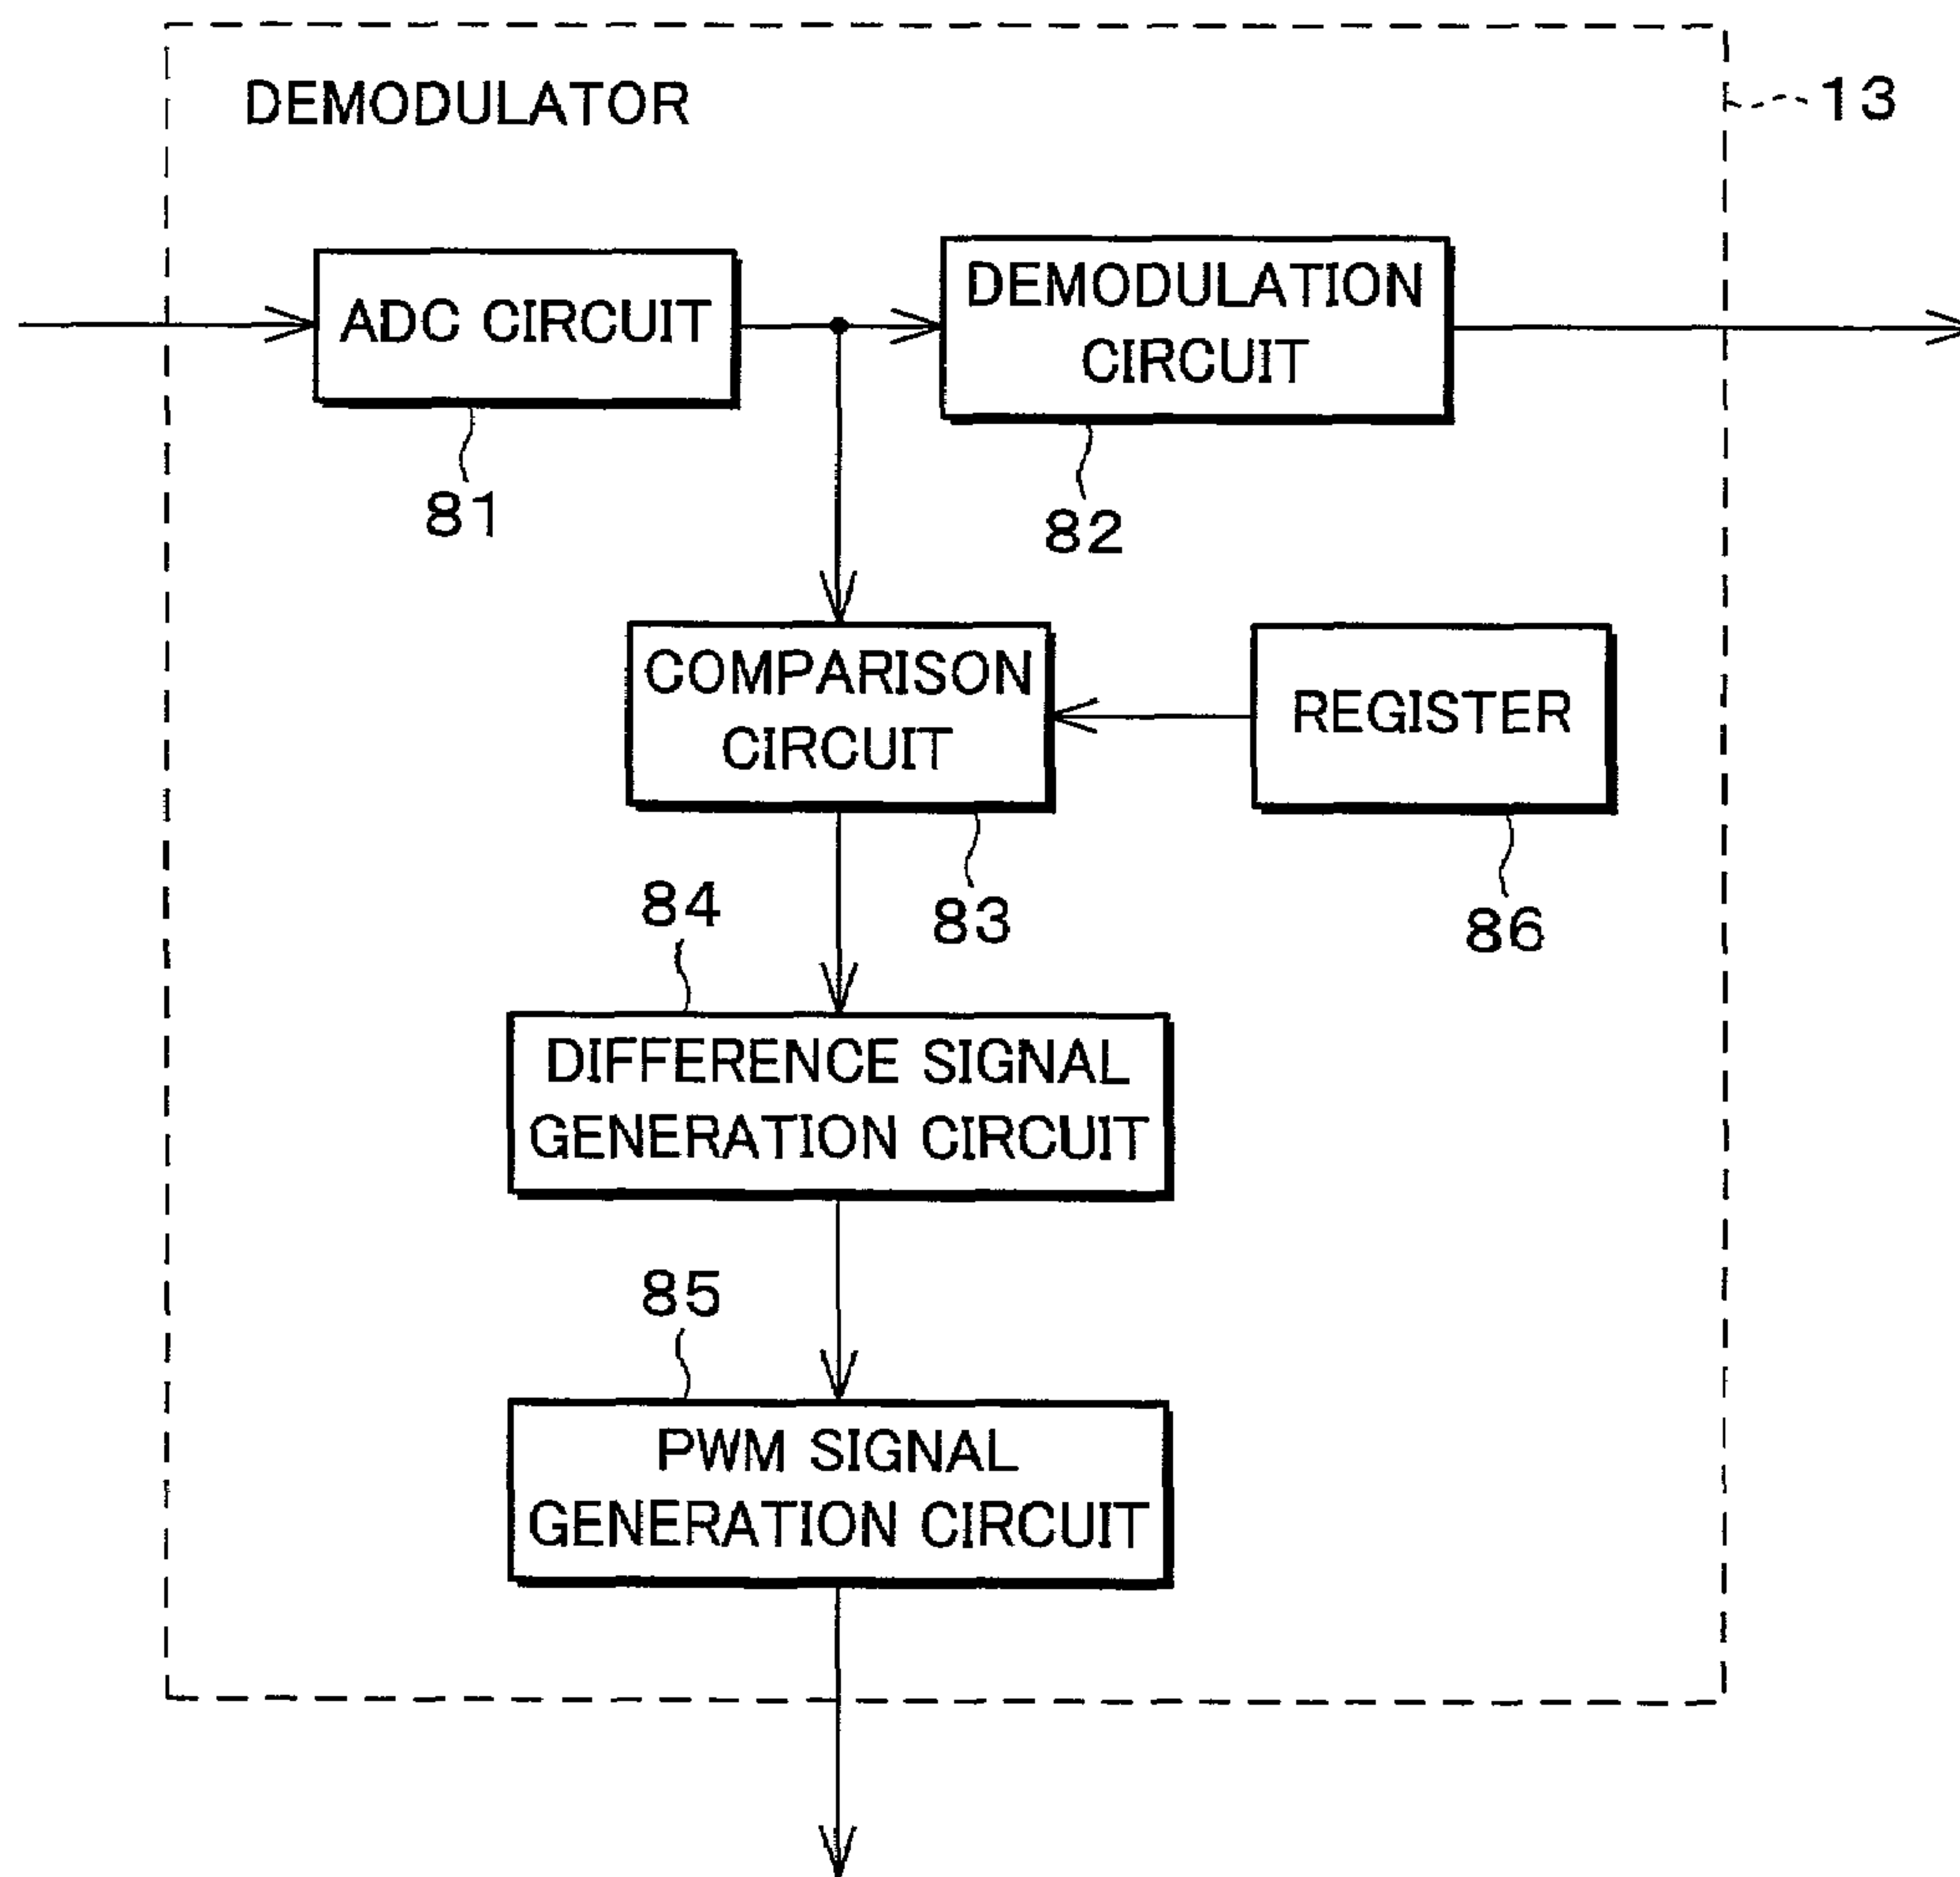 DEMODULATOR
13
ADC CIRCUIT
81
DEMODULATION
CIRCUIT
82
COMPARISON
CIRCUIT
83
REGISTER
86
84
DIFFERENCE SIGNAL
GENERATION CIRCUIT
85
PWM SIGNAL
GENERATION CIRCUIT